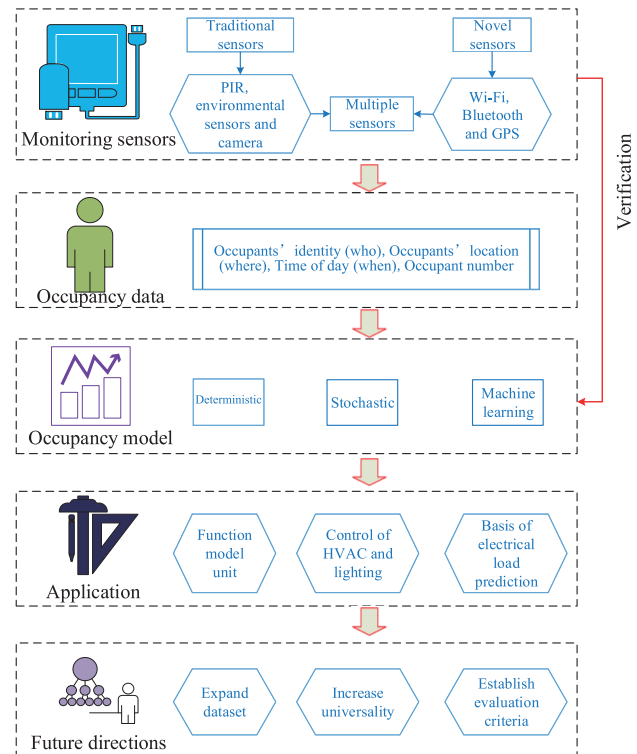 Traditional
sensors
Novel
sensors
PIR,
environmental
sensors and
camera
Multiple
sensors
Wi-Fi,
Bluetooth
and GPS
Monitoring sensors
Verification
Occupants’ identity (who), Occupants’ location
(where), Time of day (when), Occupant number
Occupancy data
Deterministic
Stochastic
Machine
learning
Occupancy model
Function
model
unit
Control of
HVAC and
lighting
Basis of
electrical
load
prediction
Application
Expand
dataset
Increase
universality
Establish
evaluation
criteria
Future directions